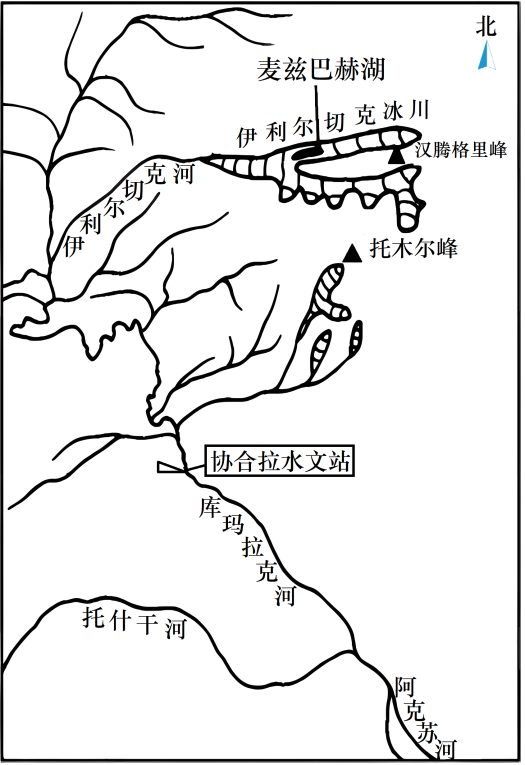 北
麦兹巴赫湖
伊利尔切克冰川
汉腾格里峰
伊利尔切克河
托木尔峰
协合拉水文站
库玛拉克河
托什干河
阿克苏河